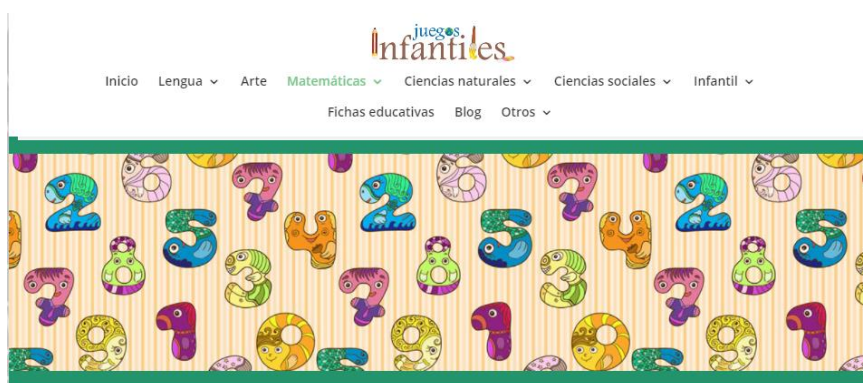 juegos
Infantiles
Inicio Lengua Arte Matemáticas Ciencias naturales Ciencias sociales Infantil
Fichas educativas Blog Otros